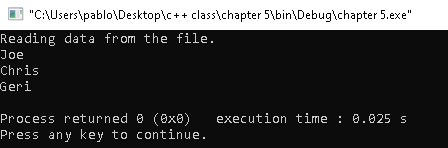 "C:\Users\pablo\Desktop\c++ class\chapter 5\bin\Debug\chapter 5.exe"
Reading data from the file.
Joe
Chris
Geri
Process returned 0 (0x0)   execution time : 0.025 s
Press any key to continue.